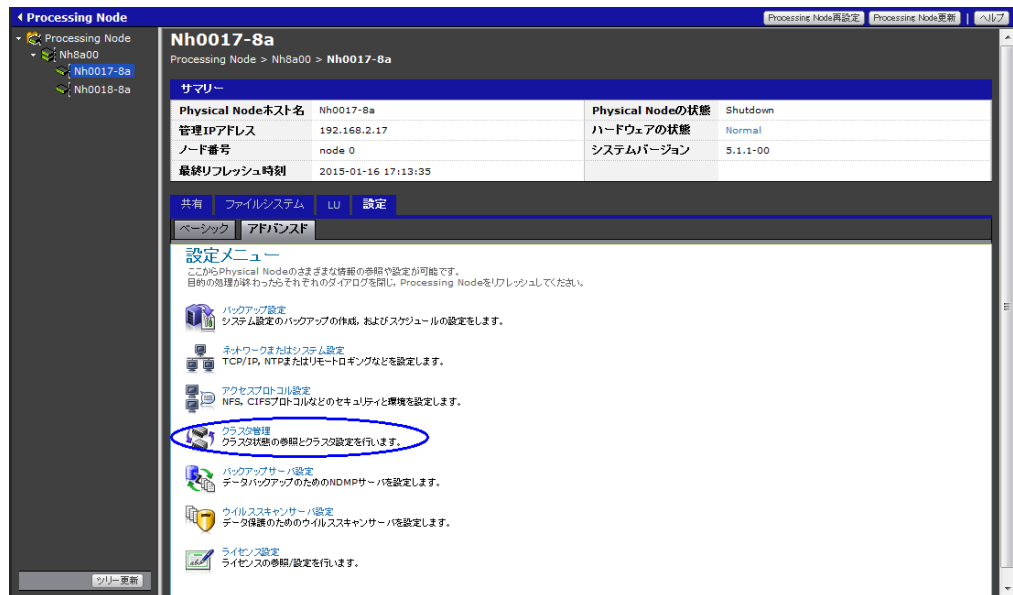 Processing Node
Processing Node再設定
Processing Node更新
|
ヘルプ
Processing Node
Nh8a00
Nh0017-8a
Nh0018-8a
ツリー更新
Nh0017-8a
Processing Node > Nh8a00 > Nh0017-8a
サマリー
Physical Nodeホスト名 Nh0017-8a Physical Nodeの状態 Shutdown
管理IPアドレス 192.168.2.17 ハードウェアの状態 Normal
ノード番号 node 0 システムバージョン 5.1.1-00
最終リフレッシュ時刻 2015-01-16 17:13:35
共有 ファイルシステム LU 設定
ベーシック アドバンスド
設定メニュー
ここからPhysical Nodeのさまざまな情報の参照や設定が可能です。
目的の処理が終わったらそれぞれのダイアログを閉じ, Processing Nodeをリフレッシュしてください。
バックアップ設定
システム設定のバックアップの作成, およびスケジュールの設定をします。
ネットワークまたはシステム設定
TCP/IP, NTPまたはリモートロギングなどを設定します。
アクセスプロトコル設定
NFS, CIFSプロトコルなどのセキュリティと環境を設定します。
クラスタ管理
クラスタ状態の参照とクラスタ設定を行います。
バックアップサーバ設定
データバックアップのためのNDMPサーバを設定します。
ウイルススキャンサーバ設定
データ保護のためのウイルススキャンサーバを設定します。
ライセンス設定
ライセンスの参照/設定を行います。